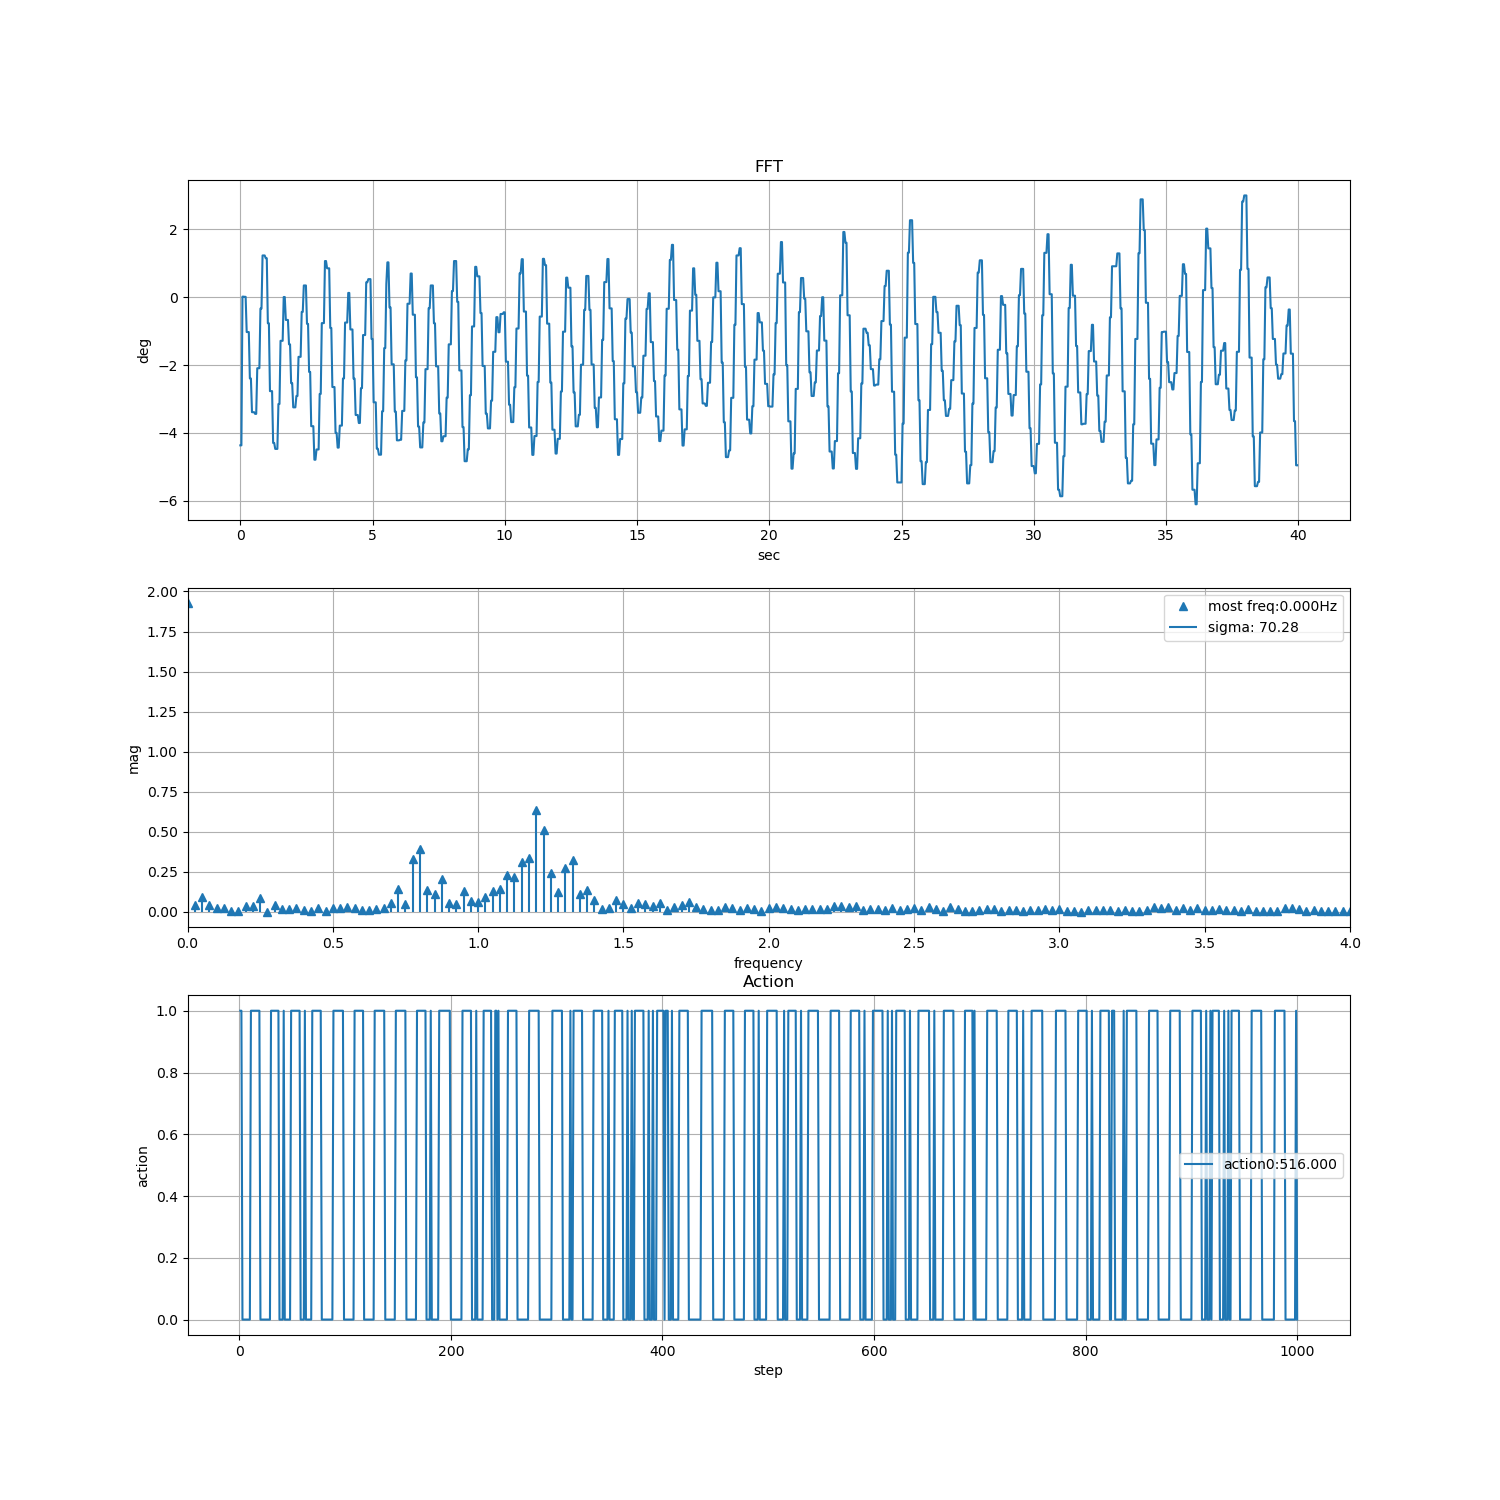 FFT
2
0
−2
−4
−6
deg
0 5 10 15 20 25 30 35 40
sec
2.00
1.75
1.50
1.25
1.00
0.75
0.50
0.25
0.00
mag
most freq:0.000Hz
sigma: 70.28
0.0 0.5 1.0 1.5 2.0 2.5 3.0 3.5 4.0
frequency
Action
1.0
0.8
0.6
0.4
0.2
0.0
action
action0:516.000
0 200 400 600 800 1000
step